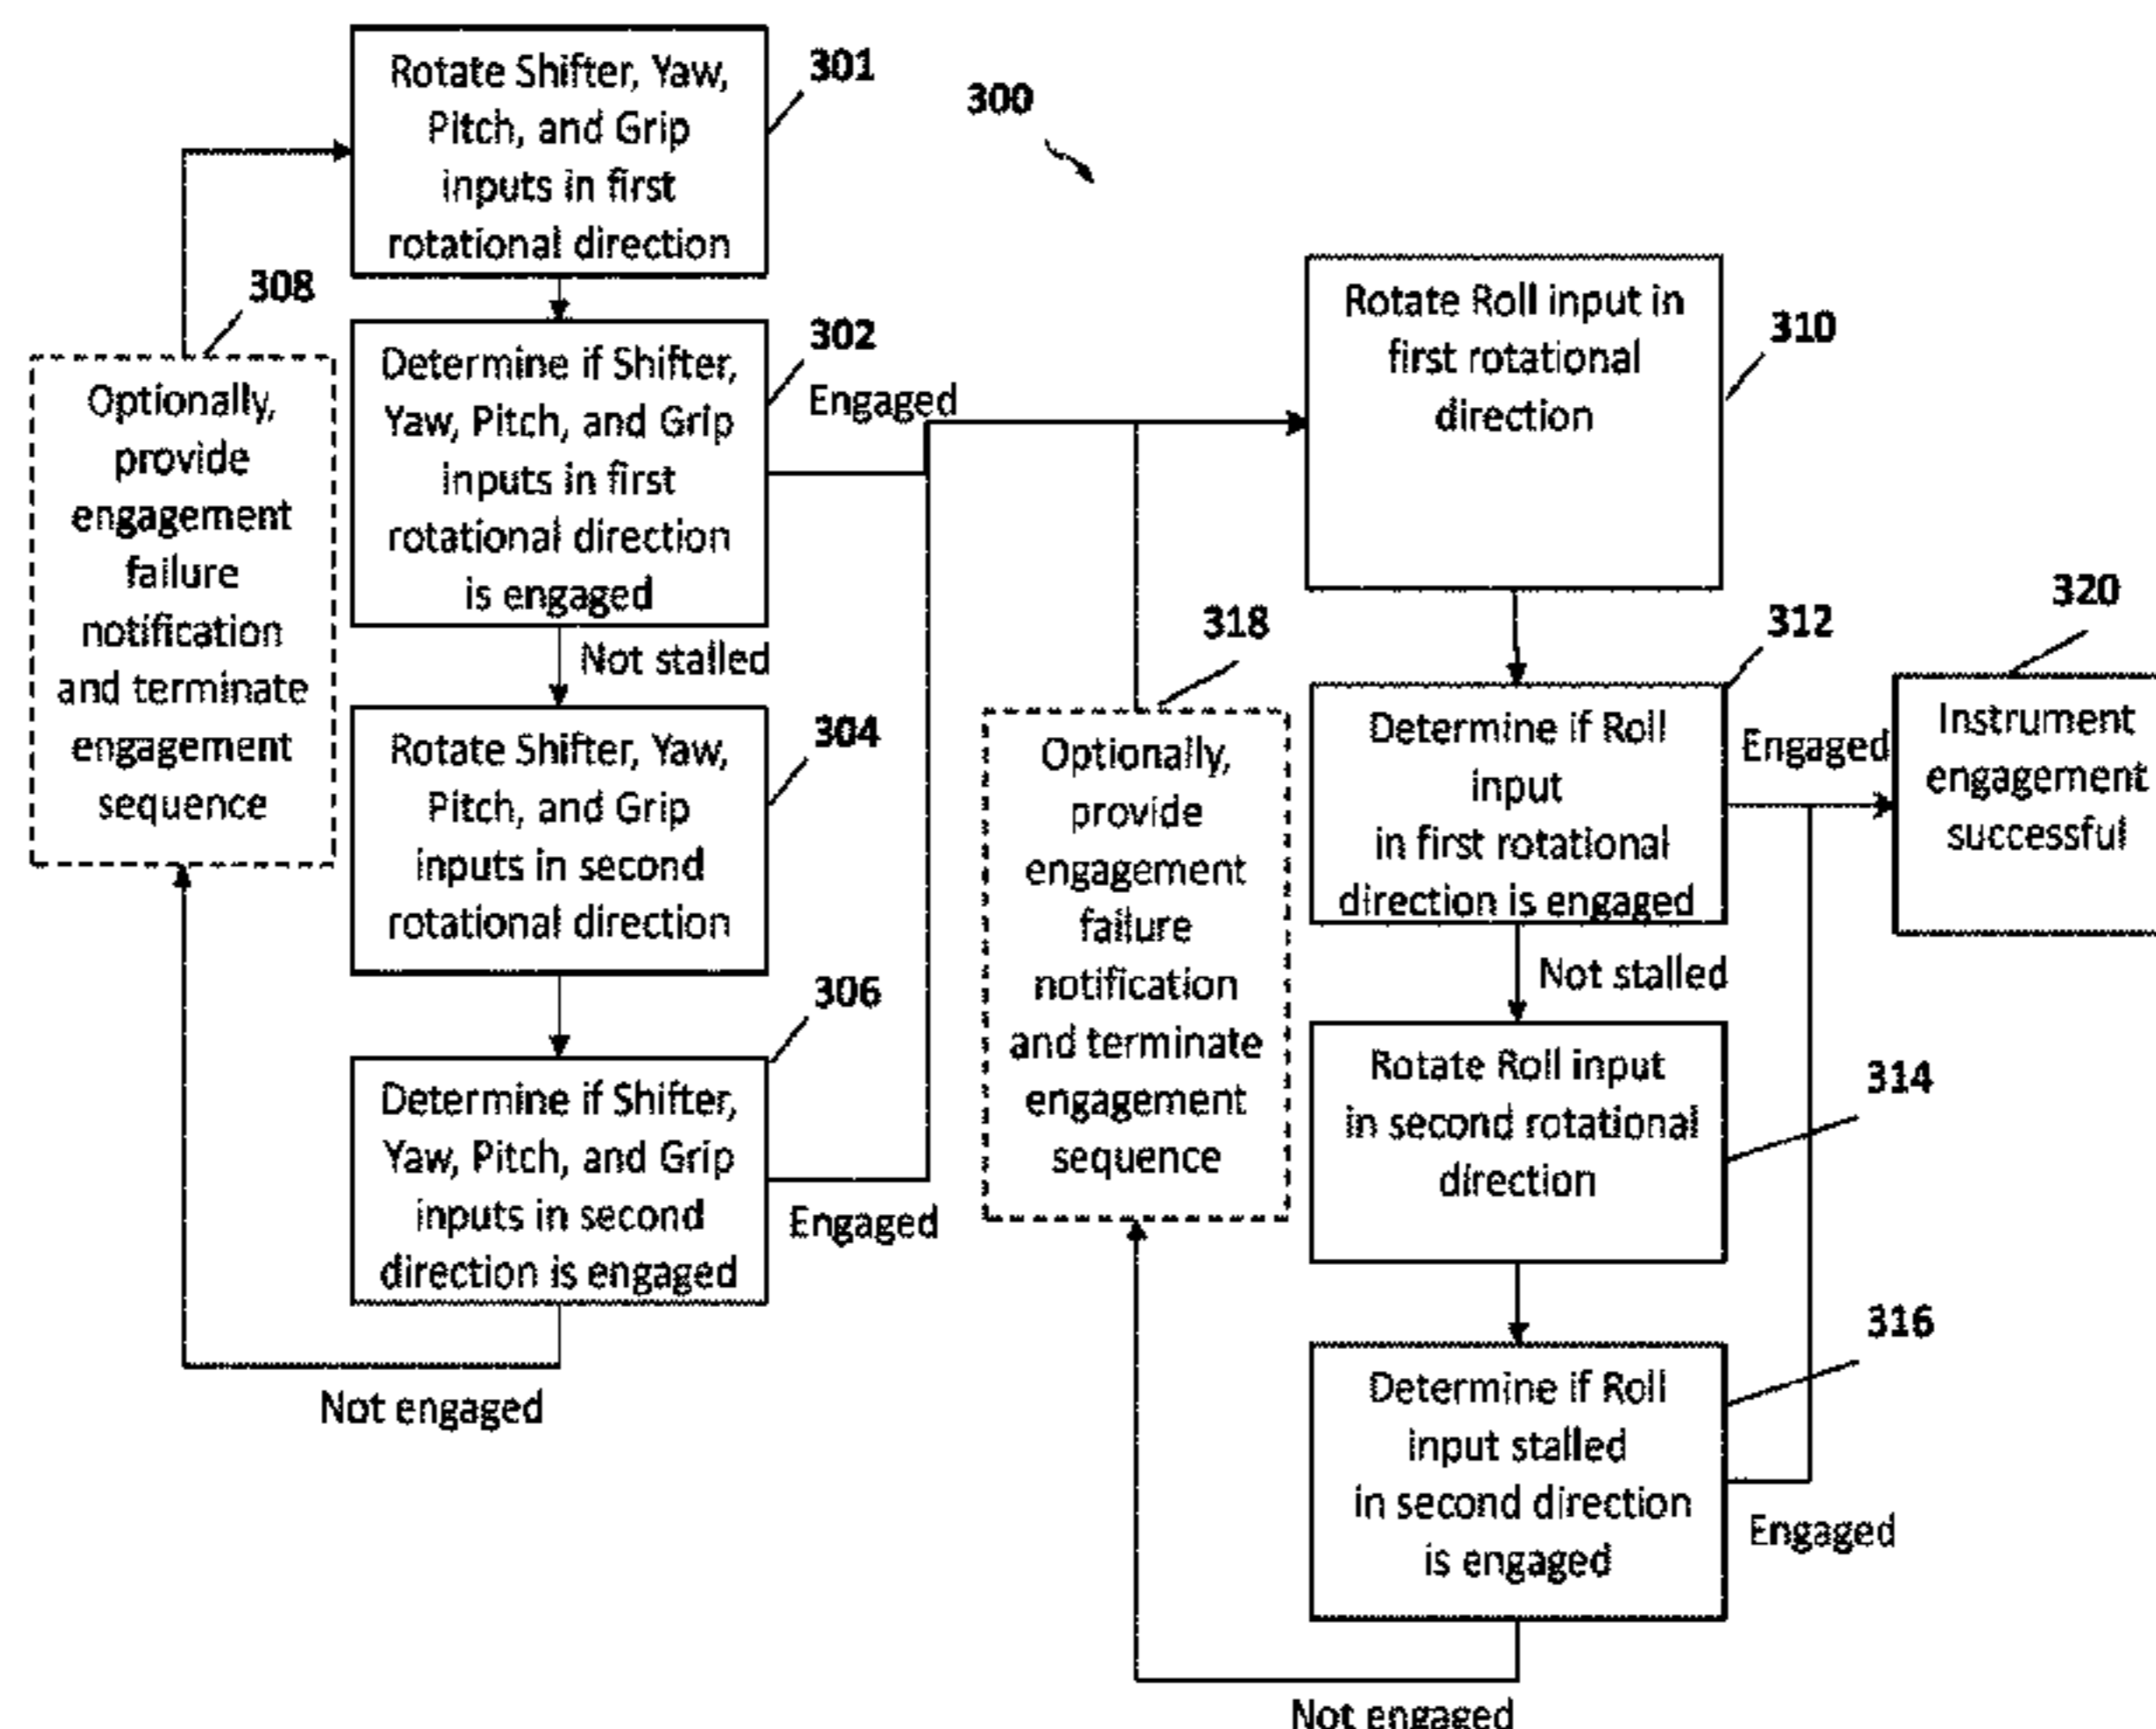 Rotate Shifter, Yaw,
Pitch, and Grip
inputs in first
rotational direction
301
300
308
Optionally,
provide
engagement
failure
notification
and terminate
engagement
sequence
302
Determine if Shifter,
Yaw, Pitch, and Grip
inputs in first
rotational direction
is engaged
Engaged
Not stalled
304
Rotate Shifter, Yaw,
Pitch, and Grip
inputs in second
rotational direction
306
Determine if Shifter,
Yaw, Pitch, and Grip
inputs in second
direction is engaged
Engaged
Not engaged
Rotate Roll input in
first rotational
direction
310
318
Optionally,
provide
engagement
failure
notification
and terminate
engagement
sequence
312
Determine if Roll
input
in first rotational
direction is engaged
Engaged
320
Instrument
engagement
successful
Not stalled
Rotate Roll input
in second rotational
direction
314
316
Determine if Roll
input stalled
in second direction
is engaged
Engaged
Not engaged